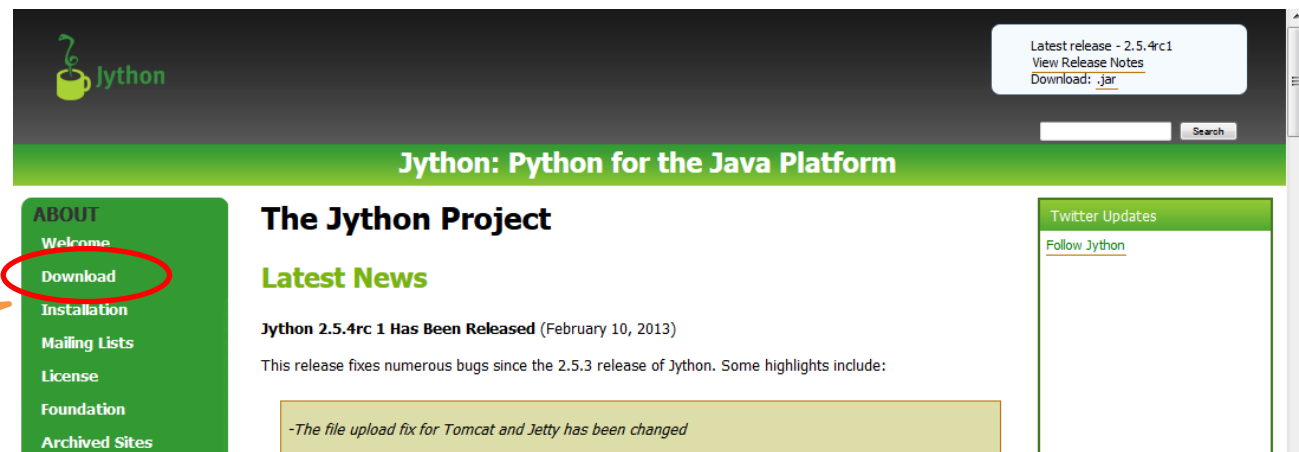 Jython
Latest release - 2.5.4rc1
View Release Notes
Download: .jar
Search
Jython: Python for the Java Platform
ABOUT
Welcome
Download
Installation
Mailing Lists
License
Foundation
Archived Sites
The Jython Project
Latest News
Jython 2.5.4rc 1 Has Been Released (February 10, 2013)
This release fixes numerous bugs since the 2.5.3 release of Jython. Some highlights include:
-The file upload fix for Tomcat and Jetty has been changed
Twitter Updates
Follow Jython